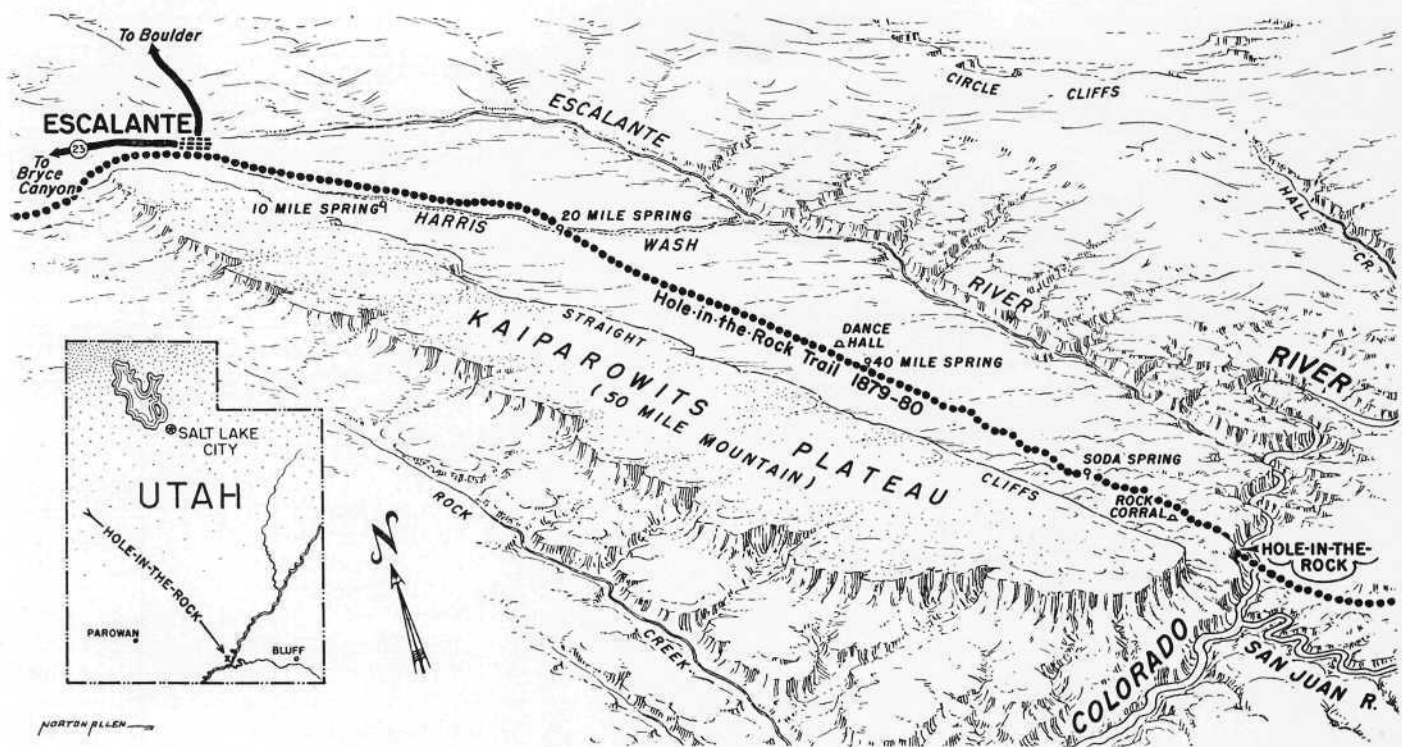 To Boulder
ESCALANTE
23
To
Bryce
Canyon
ESCALANTE
RIVER
CIRCLE CLIFFS
HALL CR.
10 MILE SPRING
HARRIS WASH
20 MILE SPRING
Hole-in-the-Rock Trail 1879-80
DANCE
HALL
40 MILE SPRING
STRAIGHT CLIFFS
KAIPAROWITS PLATEAU
(50 MILE MOUNTAIN)
SODA SPRING
ROCK
CORRAL
HOLE-IN-THE-
ROCK
COLORADO RIVER
SAN JUAN R.
ROCK CREEK
N
SALT LAKE
CITY
UTAH
HOLE-IN-THE-ROCK
PAROWAN
BLUFF
NORTON ALLEN